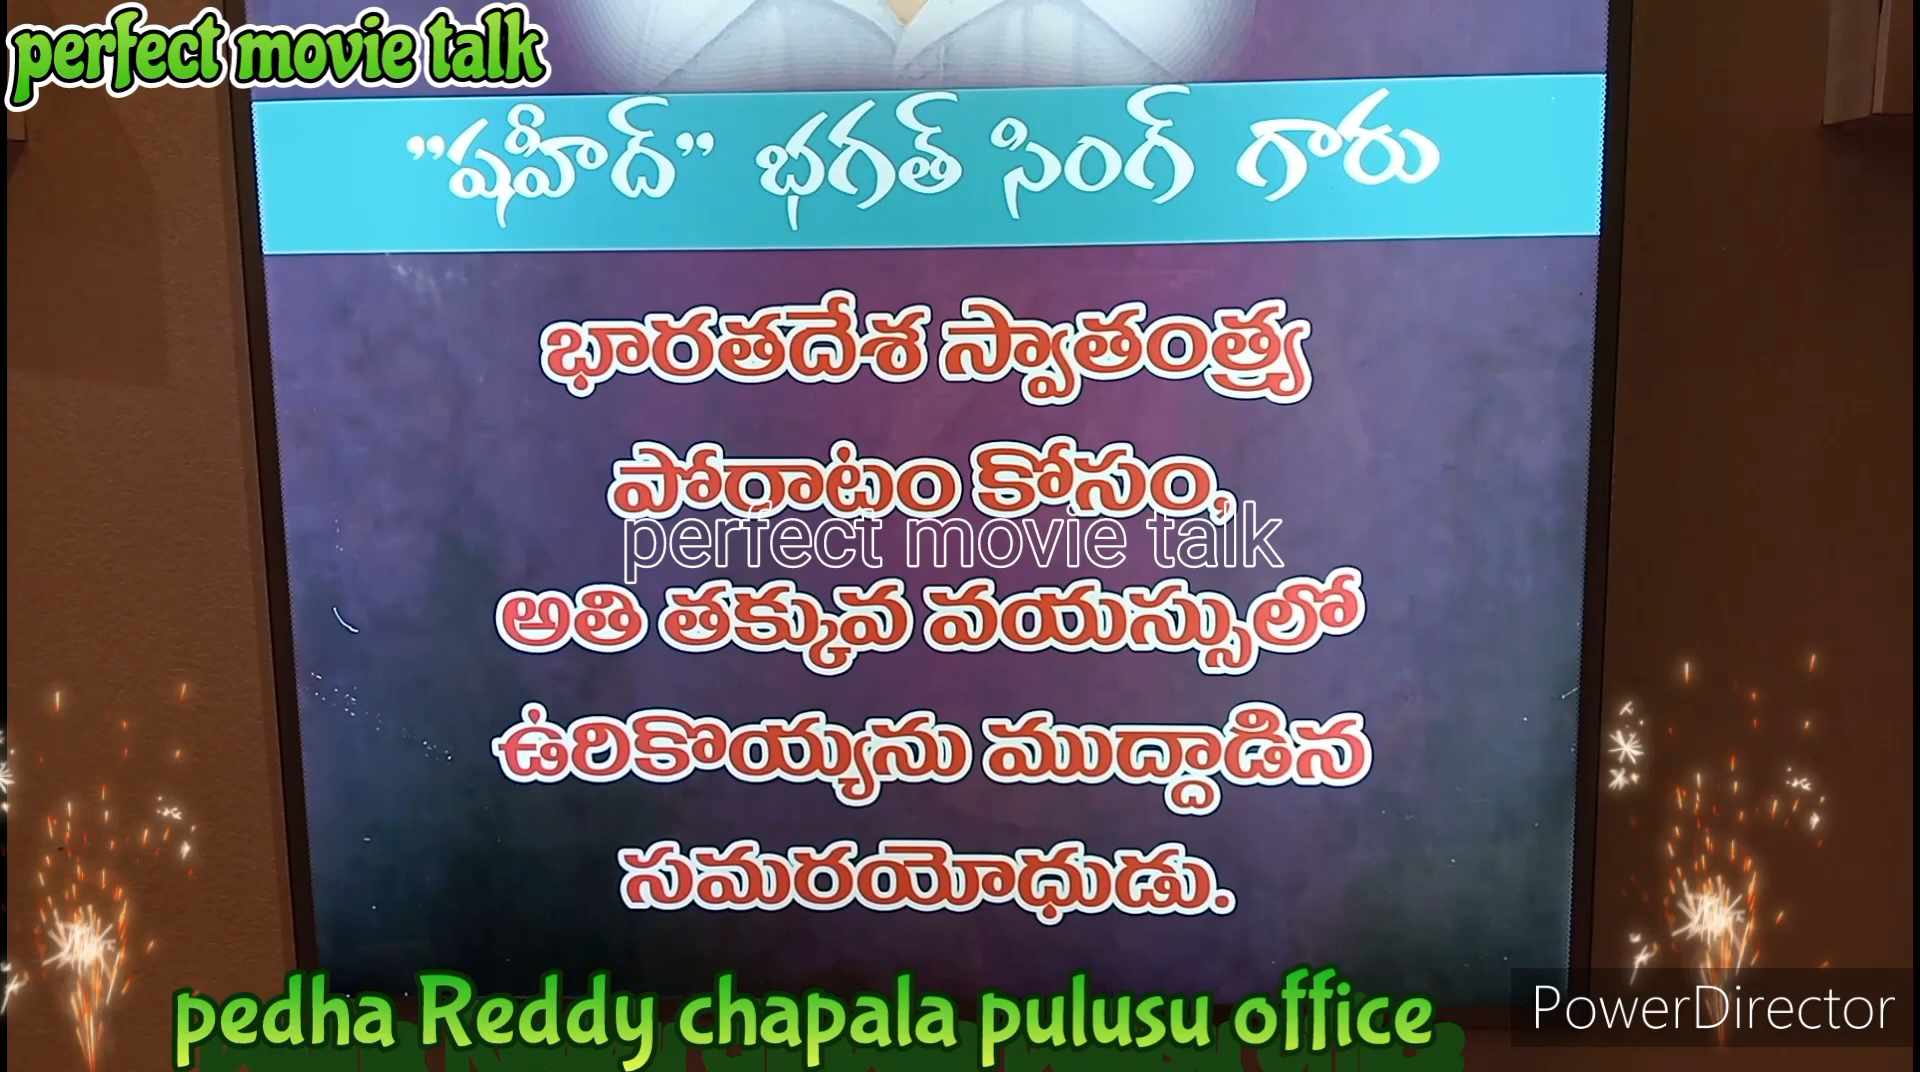 perfect movie talk
"షహీద్" భగత్ సింగ్ గారు
భారతదేశ స్వాతంత్ర్య
పోరాటం కోసం,
perfect movie talk
అతి తక్కువ వయస్సులో
ఉరికొయ్యను ముద్దాడిన
సమరయోధుడు.
pedha Reddy chapala pulusu office
PowerDirector